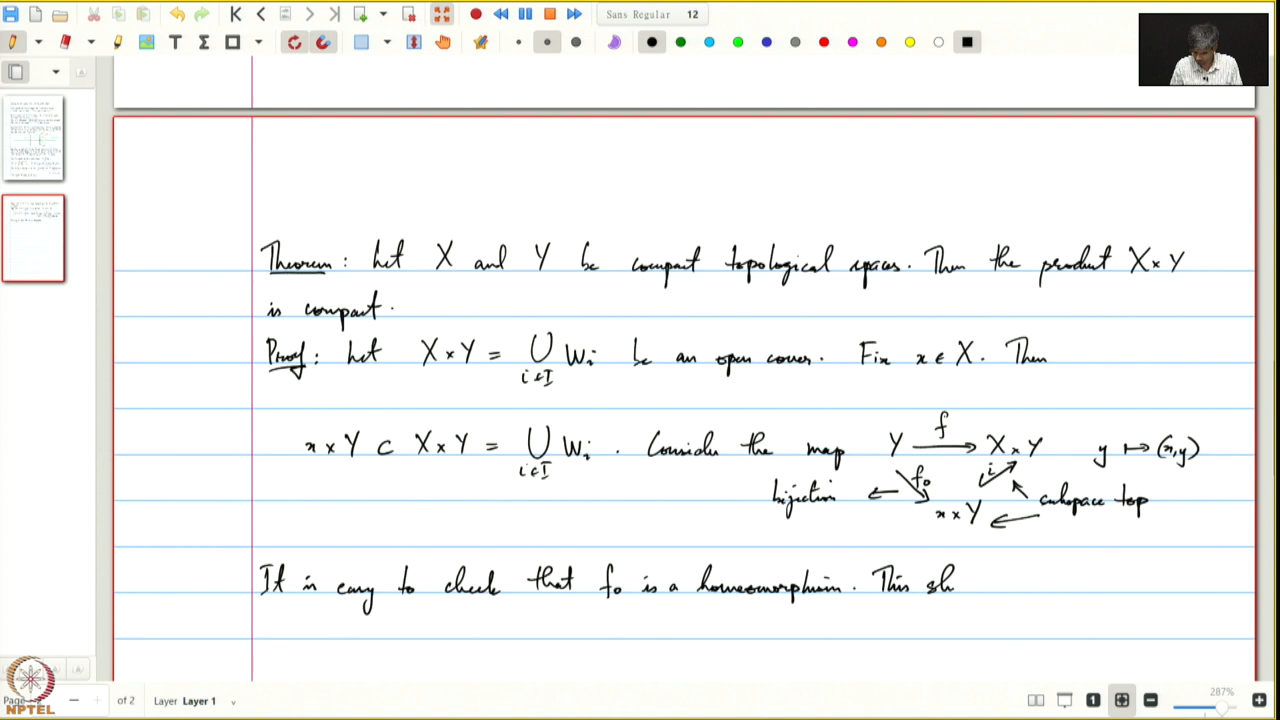 Sans Regular 12
Theorem : Let X and Y be compact topological spaces. Then the product X × Y
is compact.
Proof : Let X × Y = ⋃ Wi be an open cover. Fix x ∈ X. Then
i∈I
x × Y ⊂ X × Y = ⋃ Wi . Consider the map Y —f→ X × Y y ↦ (x,y)
i∈I
bijection ← f₀ i subspace top
x × Y ←
It is easy to check that f₀ is a homeomorphism. This sh
NPTEL
Page of 2 Layer Layer 1 287%